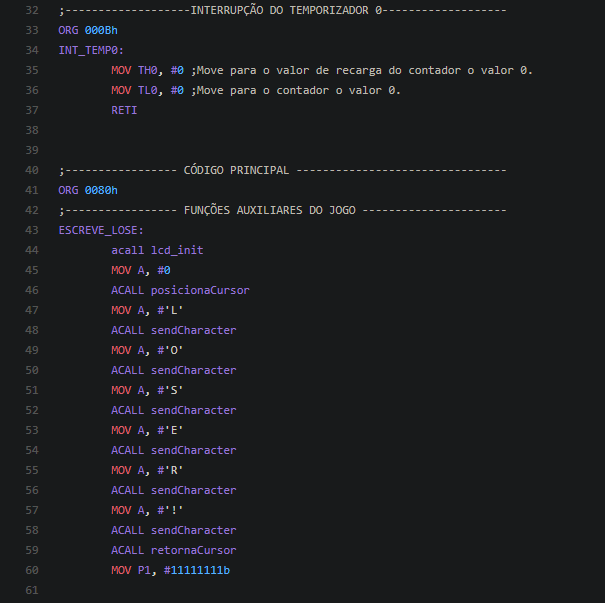 32 ;-------------------INTERRUPÇÃO DO TEMPORIZADOR 0-------------------
33 ORG 000Bh
34 INT_TEMP0:
35 MOV TH0, #0 ;Move para o valor de recarga do contador o valor 0.
36 MOV TL0, #0 ;Move para o contador o valor 0.
37 RETI
38
39
40 ;----------------- CÓDIGO PRINCIPAL --------------------------------
41 ORG 0080h
42 ;----------------- FUNÇÕES AUXILIARES DO JOGO ----------------------
43 ESCREVE_LOSE:
44 acall lcd_init
45 MOV A, #0
46 ACALL posicionaCursor
47 MOV A, #'L'
48 ACALL sendCharacter
49 MOV A, #'O'
50 ACALL sendCharacter
51 MOV A, #'S'
52 ACALL sendCharacter
53 MOV A, #'E'
54 ACALL sendCharacter
55 MOV A, #'R'
56 ACALL sendCharacter
57 MOV A, #'!'
58 ACALL sendCharacter
59 ACALL retornaCursor
60 MOV P1, #11111111b
61